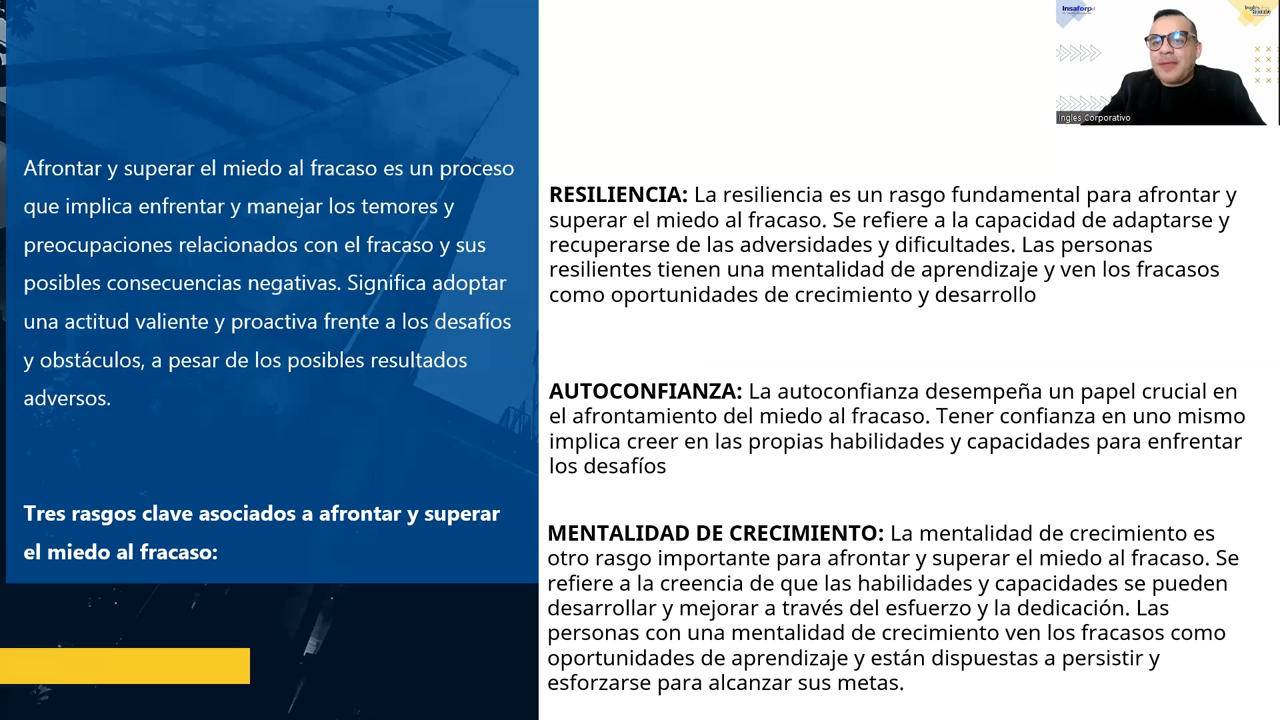 Afrontar y superar el miedo al fracaso es un proceso
que implica enfrentar y manejar los temores y
preocupaciones relacionados con el fracaso y sus
posibles consecuencias negativas. Significa adoptar
una actitud valiente y proactiva frente a los desafíos
y obstáculos, a pesar de los posibles resultados
adversos.
Tres rasgos clave asociados a afrontar y superar
el miedo al fracaso:
Insaforp
Ingles Corporativo
RESILIENCIA: La resiliencia es un rasgo fundamental para afrontar y
superar el miedo al fracaso. Se refiere a la capacidad de adaptarse y
recuperarse de las adversidades y dificultades. Las personas
resilientes tienen una mentalidad de aprendizaje y ven los fracasos
como oportunidades de crecimiento y desarrollo
AUTOCONFIANZA: La autoconfianza desempeña un papel crucial en
el afrontamiento del miedo al fracaso. Tener confianza en uno mismo
implica creer en las propias habilidades y capacidades para enfrentar
los desafíos
MENTALIDAD DE CRECIMIENTO: La mentalidad de crecimiento es
otro rasgo importante para afrontar y superar el miedo al fracaso. Se
refiere a la creencia de que las habilidades y capacidades se pueden
desarrollar y mejorar a través del esfuerzo y la dedicación. Las
personas con una mentalidad de crecimiento ven los fracasos como
oportunidades de aprendizaje y están dispuestas a persistir y
esforzarse para alcanzar sus metas.